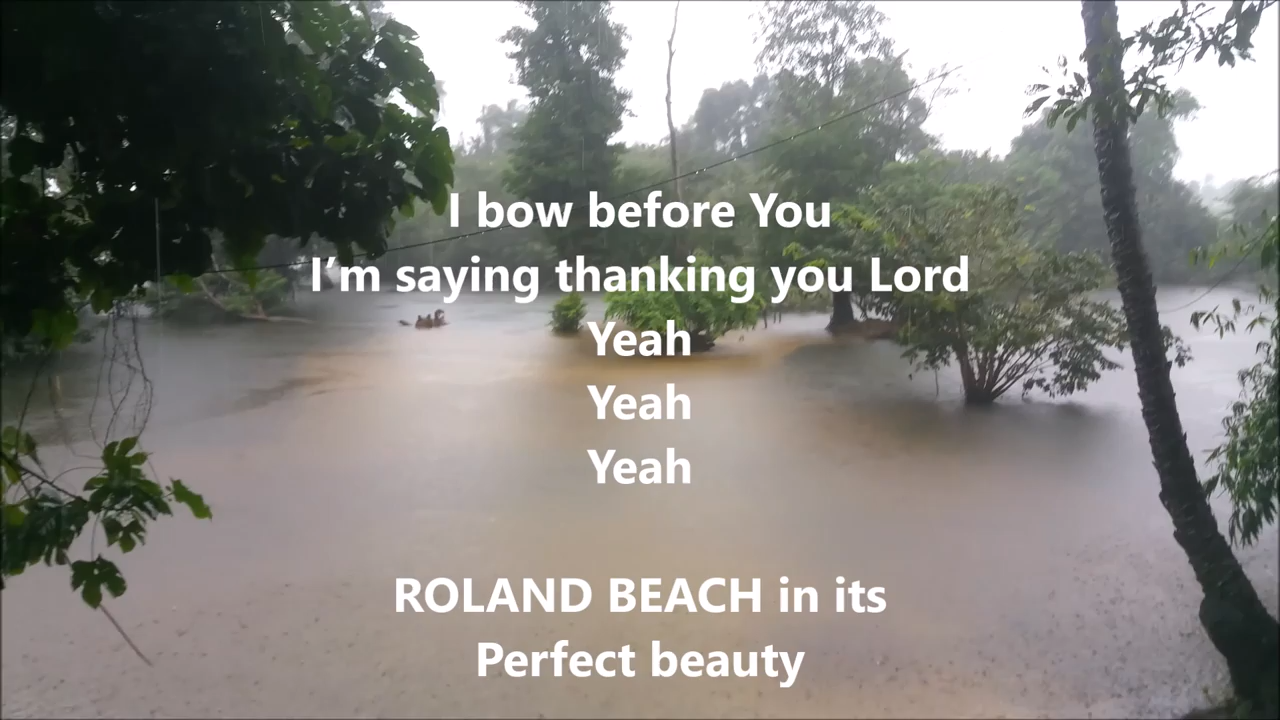 I bow before You
I’m saying thanking you Lord
Yeah
Yeah
Yeah
ROLAND BEACH in its
Perfect beauty